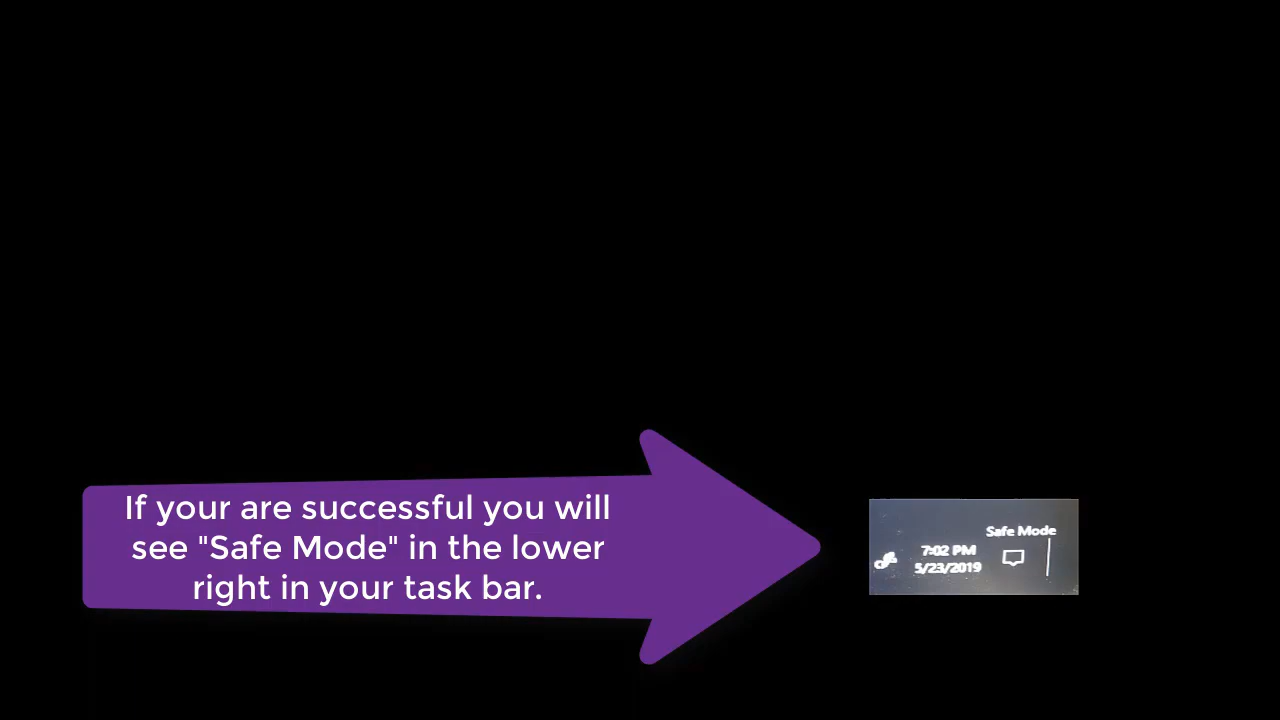 If your are successful you will
see "Safe Mode" in the lower
right in your task bar.
Safe Mode
7:02 PM
5/23/2019